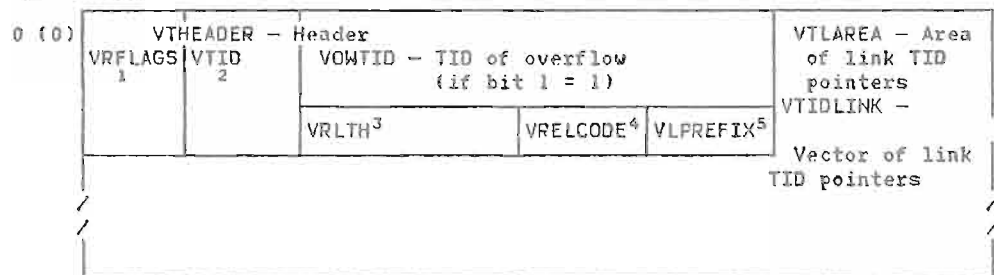 0 (0)
VTHEADER — Header
VRFLAGS 1
VTID 2
VOWTID — TID of overflow
(if bit 1 = 1)
VRLTH3
VRELCODE4
VLPREFIX5
VTLAREA — Area
of link TID
pointers
VTIDLINK —
Vector of link
TID pointers